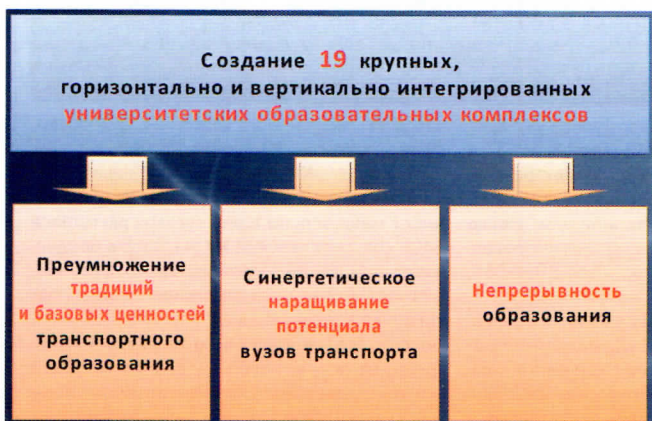 Создание 19 крупных,
горизонтально и вертикально интегрированных
университетских образовательных комплексов
Преумножение
традиций
и базовых ценностей
транспортного
образования
Синергетическое
наращивание
потенциала
вузов транспорта
Непрерывность
образования